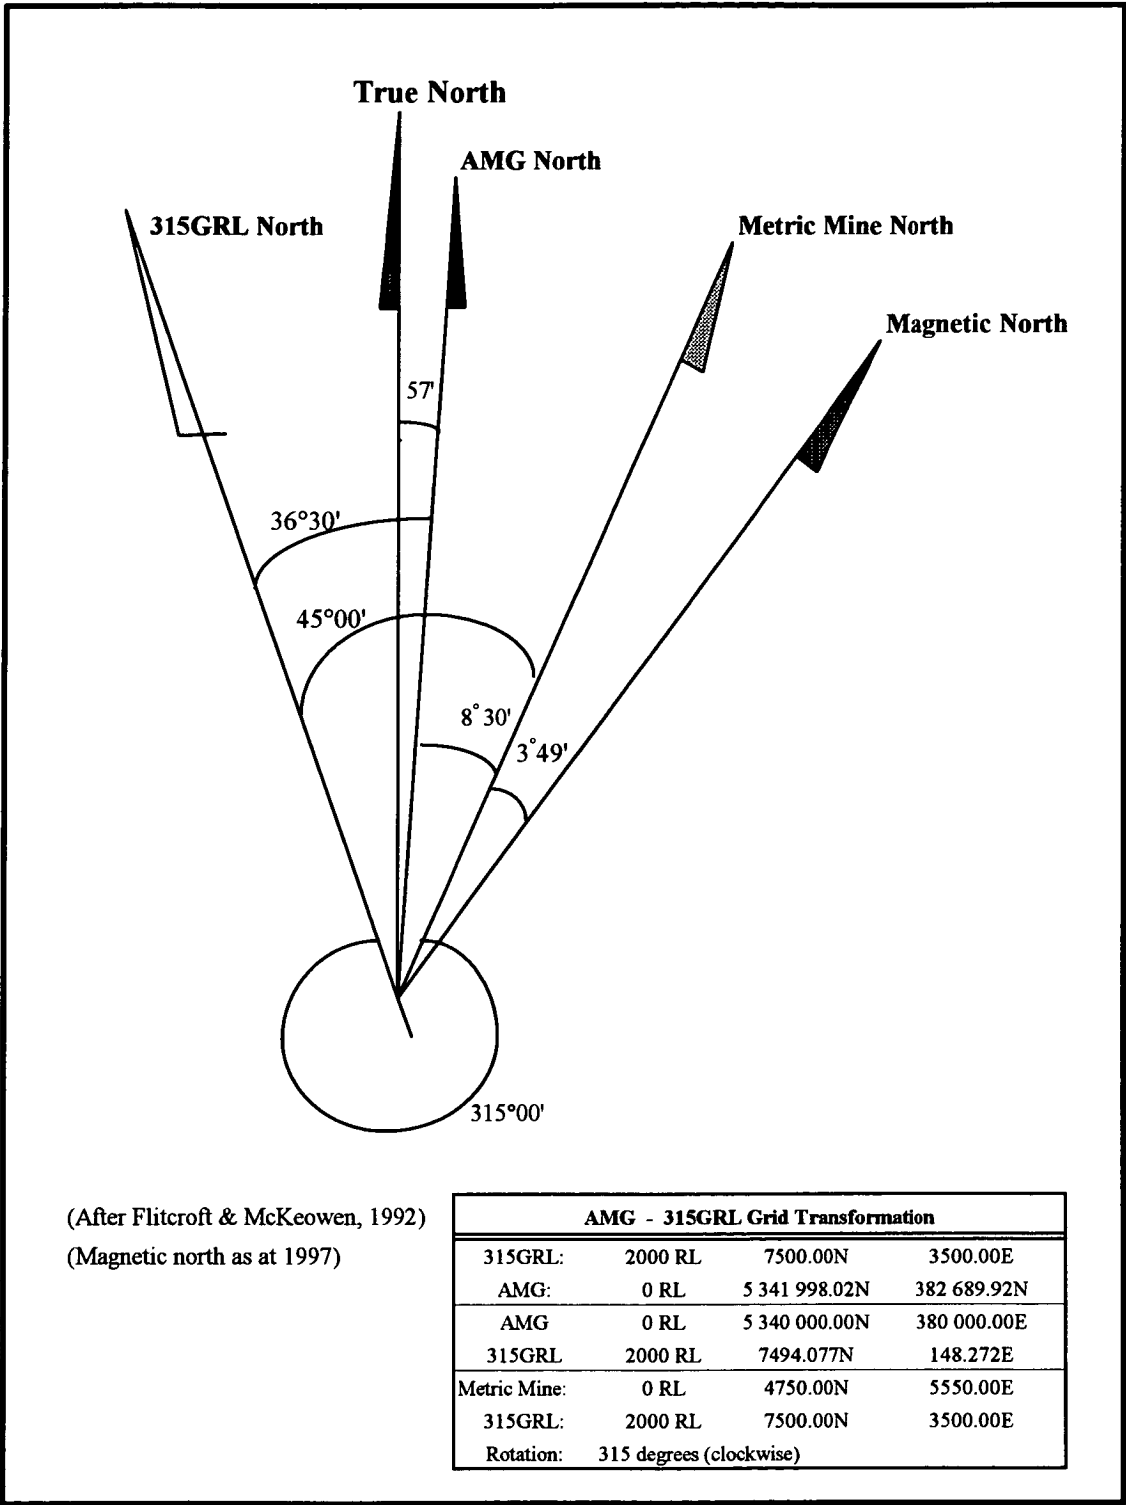 True North
AMG North
315GRL North
Metric Mine North
Magnetic North
57'
36°30'
45°00'
8°30'
3°49'
315°00'
(After Flitcroft & McKeowen, 1992)
(Magnetic north as at 1997)
AMG - 315GRL Grid Transformation
315GRL: 2000 RL 7500.00N 3500.00E
AMG: 0 RL 5 341 998.02N 382 689.92N
AMG 0 RL 5 340 000.00N 380 000.00E
315GRL 2000 RL 7494.077N 148.272E
Metric Mine: 0 RL 4750.00N 5550.00E
315GRL: 2000 RL 7500.00N 3500.00E
Rotation: 315 degrees (clockwise)